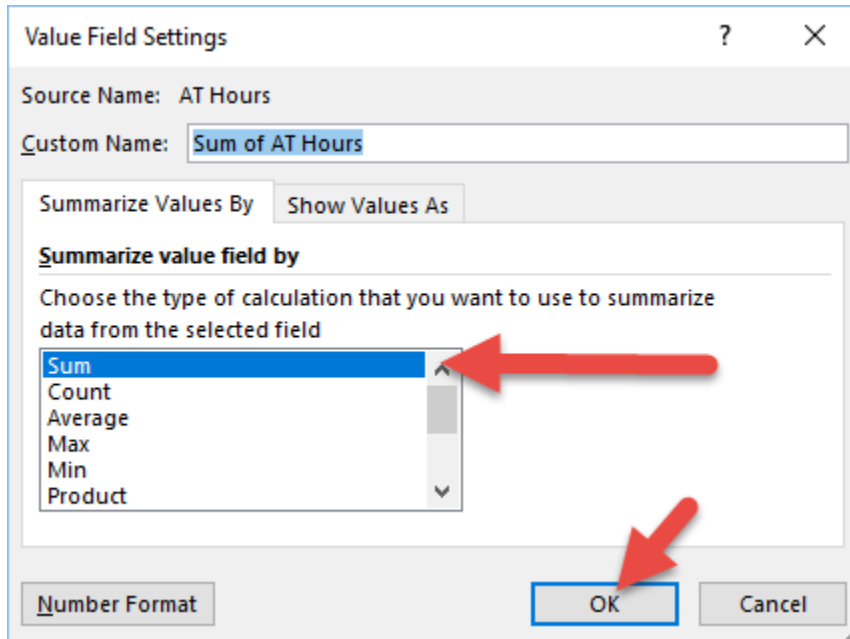 Value Field Settings ?
Source Name: AT Hours
Custom Name: Sum of AT Hours
Summarize Values By Show Values As
Summarize value field by
Choose the type of calculation that you want to use to summarize
data from the selected field
Sum
Count
Average
Max
Min
Product
Number Format OK Cancel